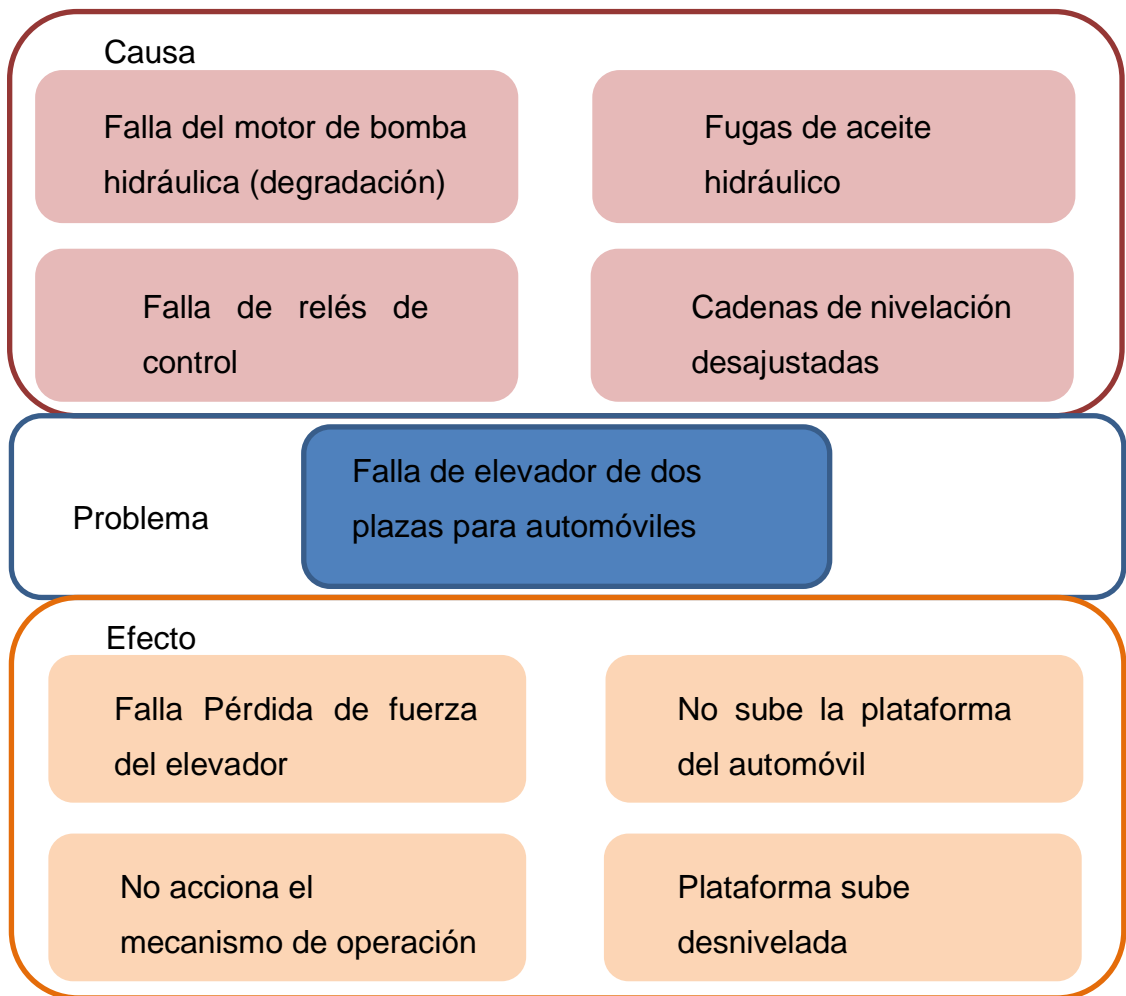 Causa
Falla del motor de bomba
hidráulica (degradación)
Fugas de aceite
hidráulico
Falla de relés de
control
Cadenas de nivelación
desajustadas
Problema
Falla de elevador de dos
plazas para automóviles
Efecto
Falla Pérdida de fuerza
del elevador
No sube la plataforma
del automóvil
No acciona el
mecanismo de operación
Plataforma sube
desnivelada